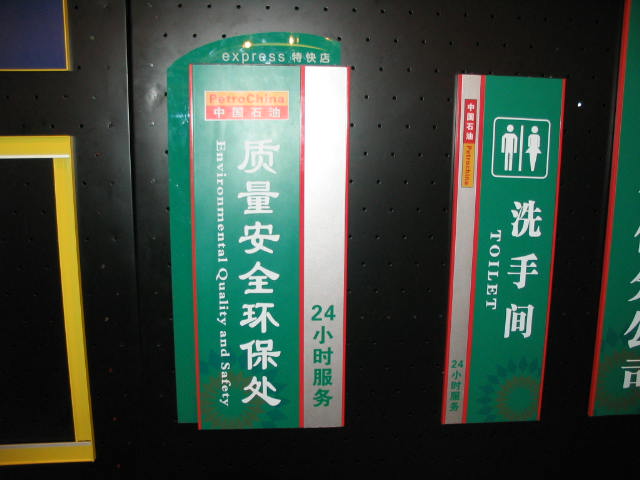 express 特快店
PetroChina
中国石油
质量安全环保处
Environmental Quality and Safety
24小时服务
中国石油
Petrochina
洗手间
TOILET
24小时服务
公司